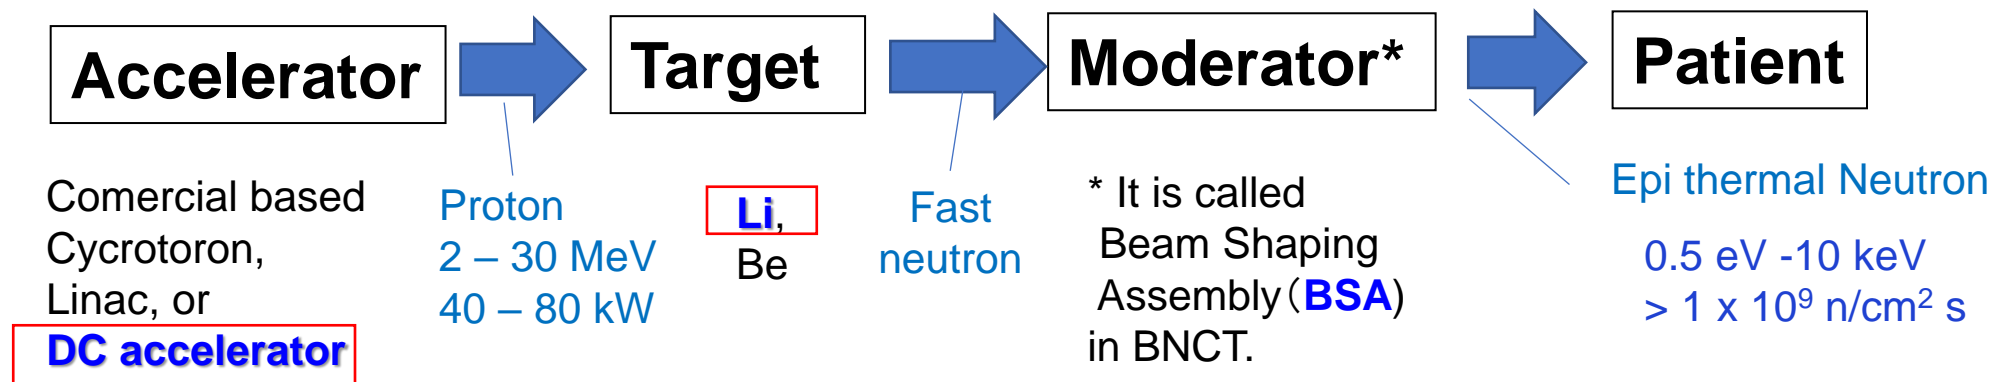 Accelerator
Target
Moderator*
Patient
Comercial based
Cycrotoron,
Linac, or
DC accelerator
Proton
2 – 30 MeV
40 – 80 kW
Li,
Be
Fast
neutron
* It is called
Beam Shaping
Assembly（BSA）
in BNCT.
Epi thermal Neutron
0.5 eV -10 keV
> 1 x 10⁹ n/cm² s